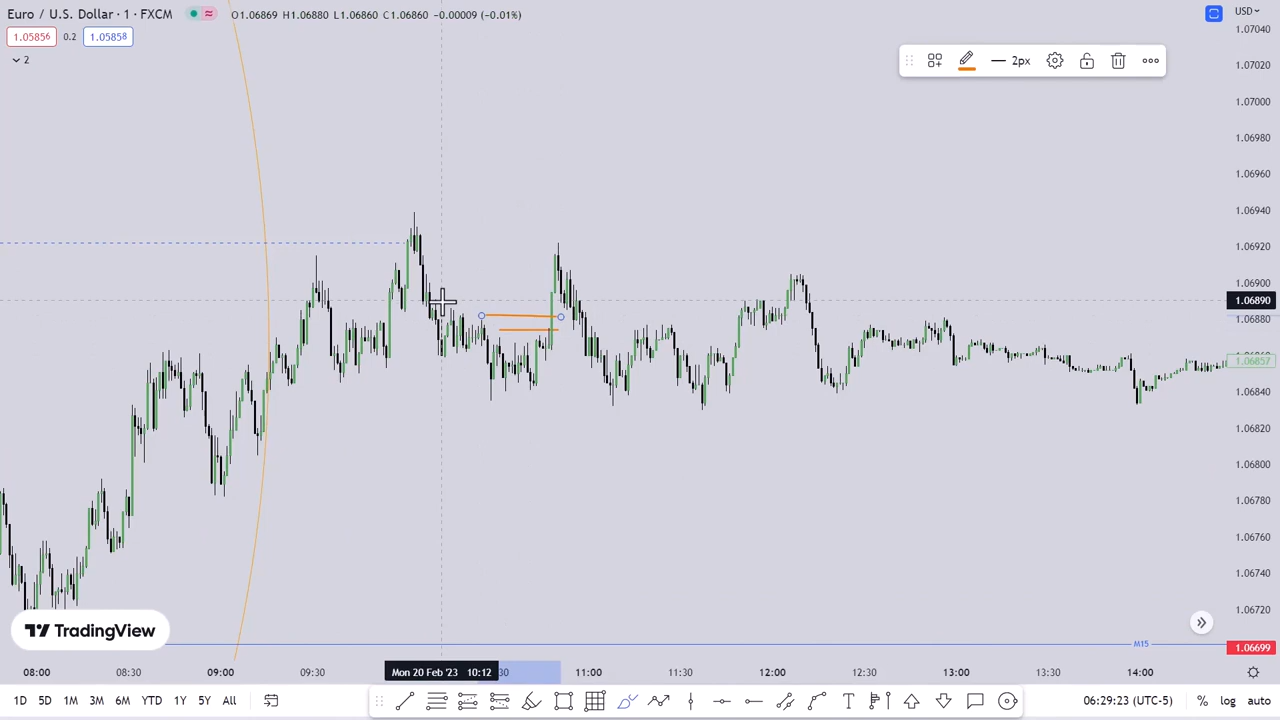 Euro / U.S. Dollar · 1 · FXCM
O1.06869 H1.06880 L1.06860 C1.06860 −0.00009 (−0.01%)
USD
1.05856 0.2 1.05858
2
2px
1.07040
1.07020
1.07000
1.06980
1.06960
1.06940
1.06920
1.06900
1.06890
1.06880
1.06857
1.06840
1.06820
1.06800
1.06780
1.06760
1.06740
1.06720
TradingView
M15
1.06699
08:00 08:30 09:00 09:30 Mon 20 Feb '23 10:12 :30 11:00 11:30 12:00 12:30 13:00 13:30 14:00
1D 5D 1M 3M 6M YTD 1Y 5Y All
T
06:29:23 (UTC-5) % log auto